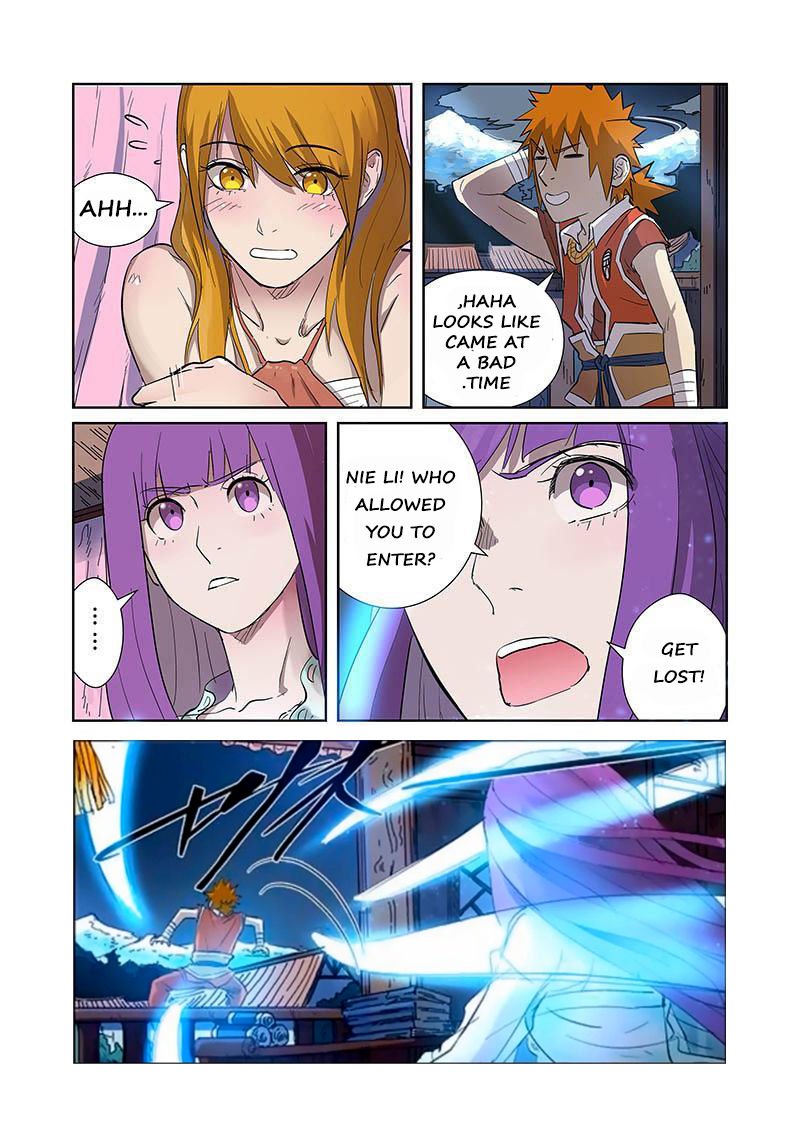 AHH...
,HAHA
LOOKS LIKE
CAME AT
A BAD
.TIME
......
NIE LI! WHO
ALLOWED
YOU TO
ENTER?
GET
LOST!